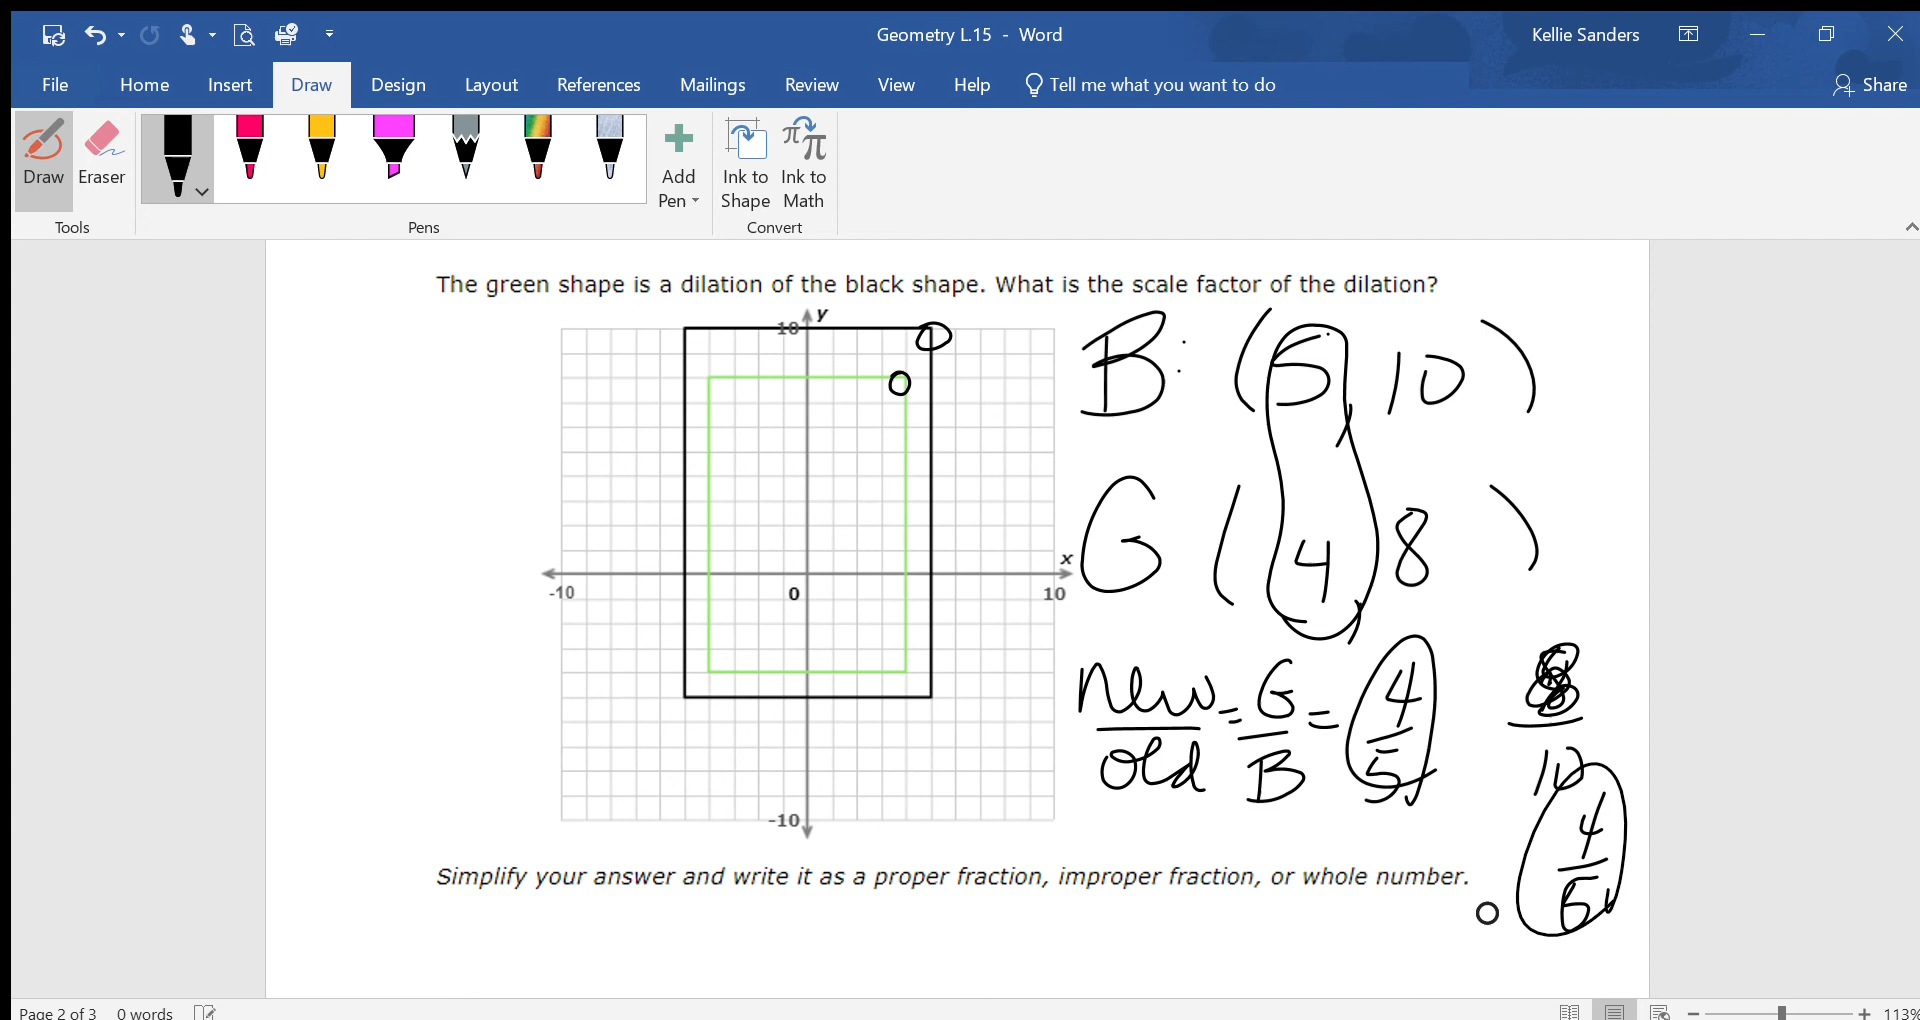 Geometry L.15 - Word
Kellie Sanders
File Home Insert Draw Design Layout References Mailings Review View Help Tell me what you want to do Share
Draw Eraser Add Pen Ink to Shape Ink to Math
Tools Pens Convert
The green shape is a dilation of the black shape. What is the scale factor of the dilation?
y
10
x
-10 0 10
-10
B: (5, 10)
G (4, 8)
new/old = G/B = 4/5
8/10
4/5
Simplify your answer and write it as a proper fraction, improper fraction, or whole number.
Page 2 of 3 0 words 113%